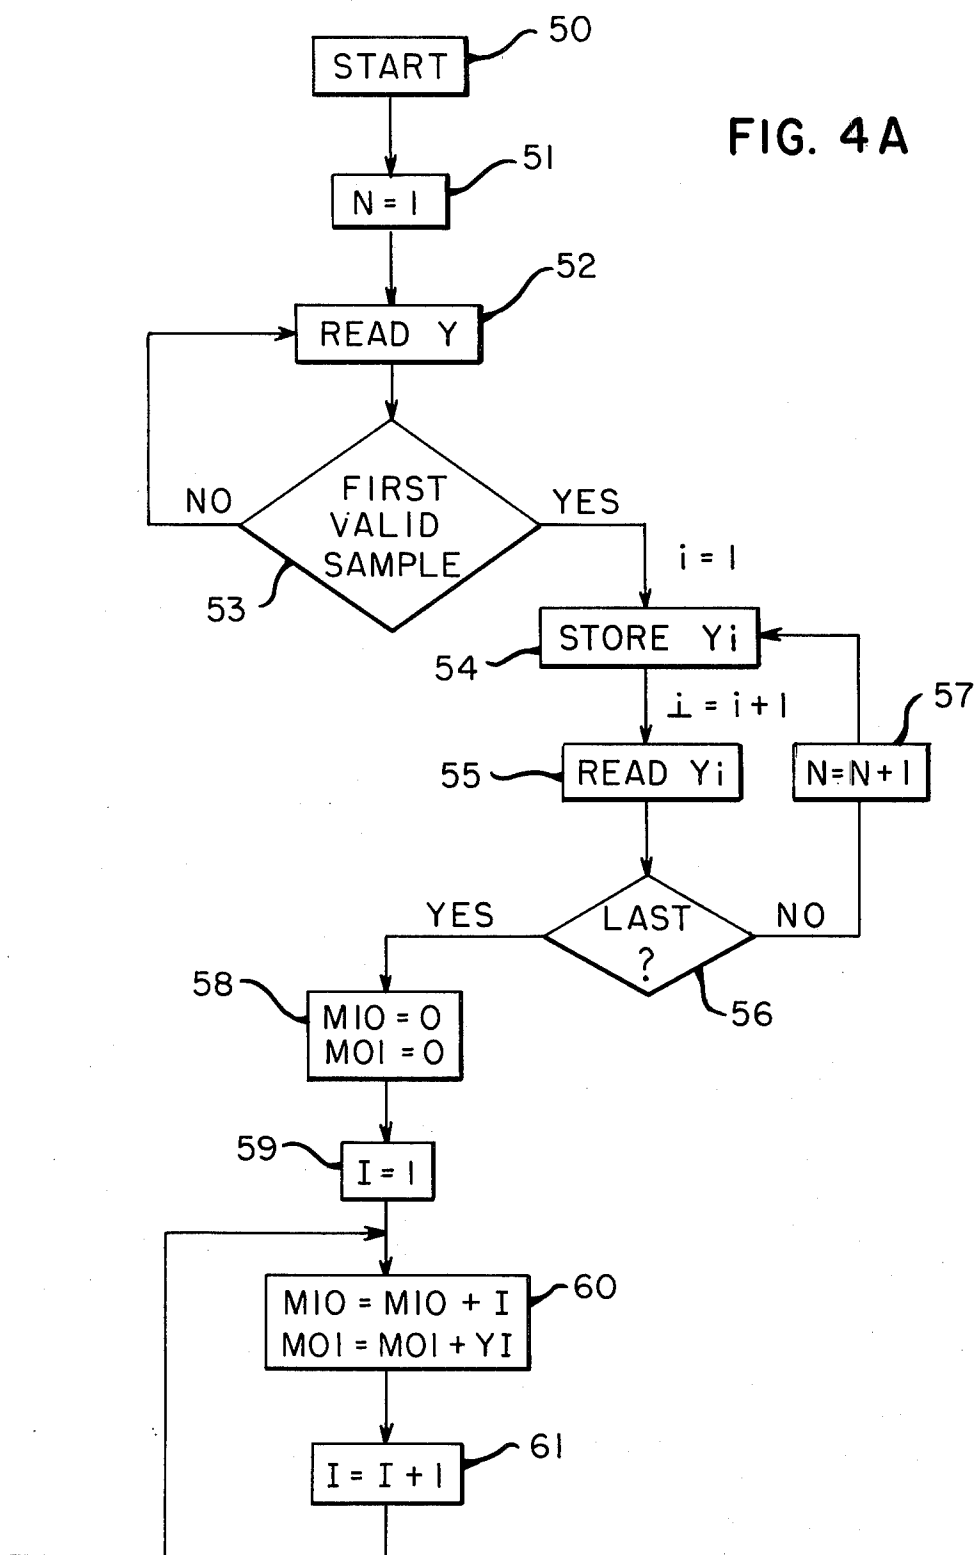 50
START
FIG. 4A
51
N = 1
52
READ Y
NO
FIRST
VALID
SAMPLE
YES
53
i = 1
STORE Yi
54
i = i + 1
57
55
READ Yi
N = N + 1
YES
LAST
?
NO
56
58
M10 = 0
M01 = 0
59
I = 1
60
M10 = M10 + I
M01 = M01 + YI
61
I = I + 1